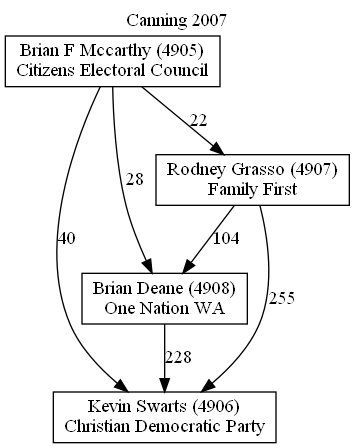 Canning 2007
Brian F Mccarthy (4905)
Citizens Electoral Council
22
Rodney Grasso (4907)
Family First
28
40
104
Brian Deane (4908)
One Nation WA
255
228
Kevin Swarts (4906)
Christian Democratic Party